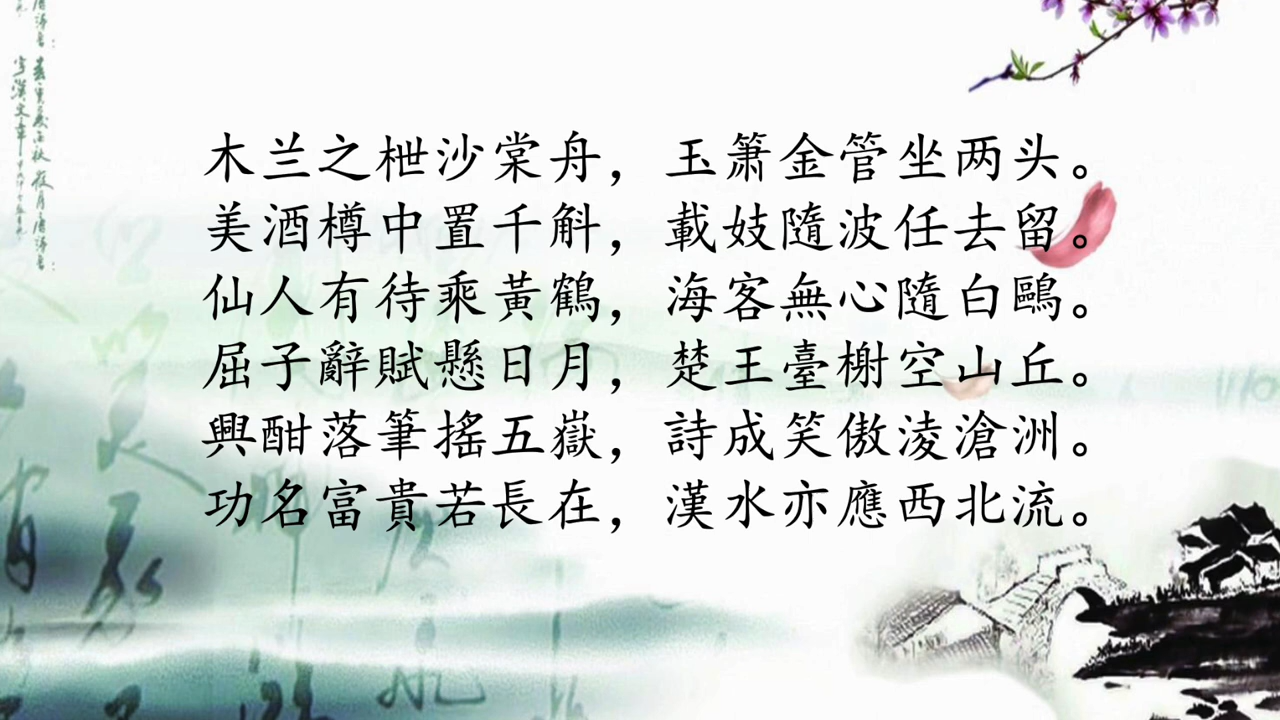 木兰之枻沙棠舟，玉簫金管坐两头。
美酒樽中置千斛，載妓隨波任去留。
仙人有待乘黃鶴，海客無心隨白鷗。
屈子辭賦懸日月，楚王臺榭空山丘。
興酣落筆搖五嶽，詩成笑傲淩滄洲。
功名富貴若長在，漢水亦應西北流。